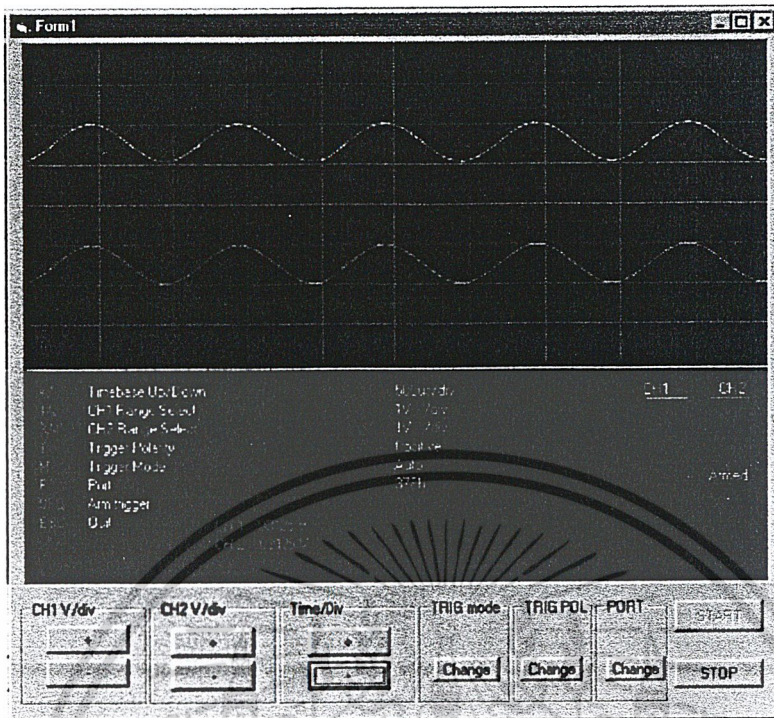 Form1
Timebase Up/Down
CH1 Range Select
CH2 Range Select
Trigger Polarity Positive
Trigger Mode Auto
Port 378h
Arm trigger
Quit
CH1 CH2
Armed
CH1 V/div CH2 V/div Time/Div TRIG mode TRIG POL PORT START
+ + +
- - - Change Change Change STOP